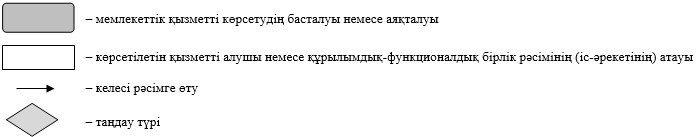 – мемлекеттік қызметті көрсетудің басталуы немесе аяқталуы
– көрсетілетін қызметті алушы немесе құрылымдық-функционалдық бірлік рәсімінің (іс-әрекетінің) атауы
– келесі рәсімге өту
– таңдау түрі